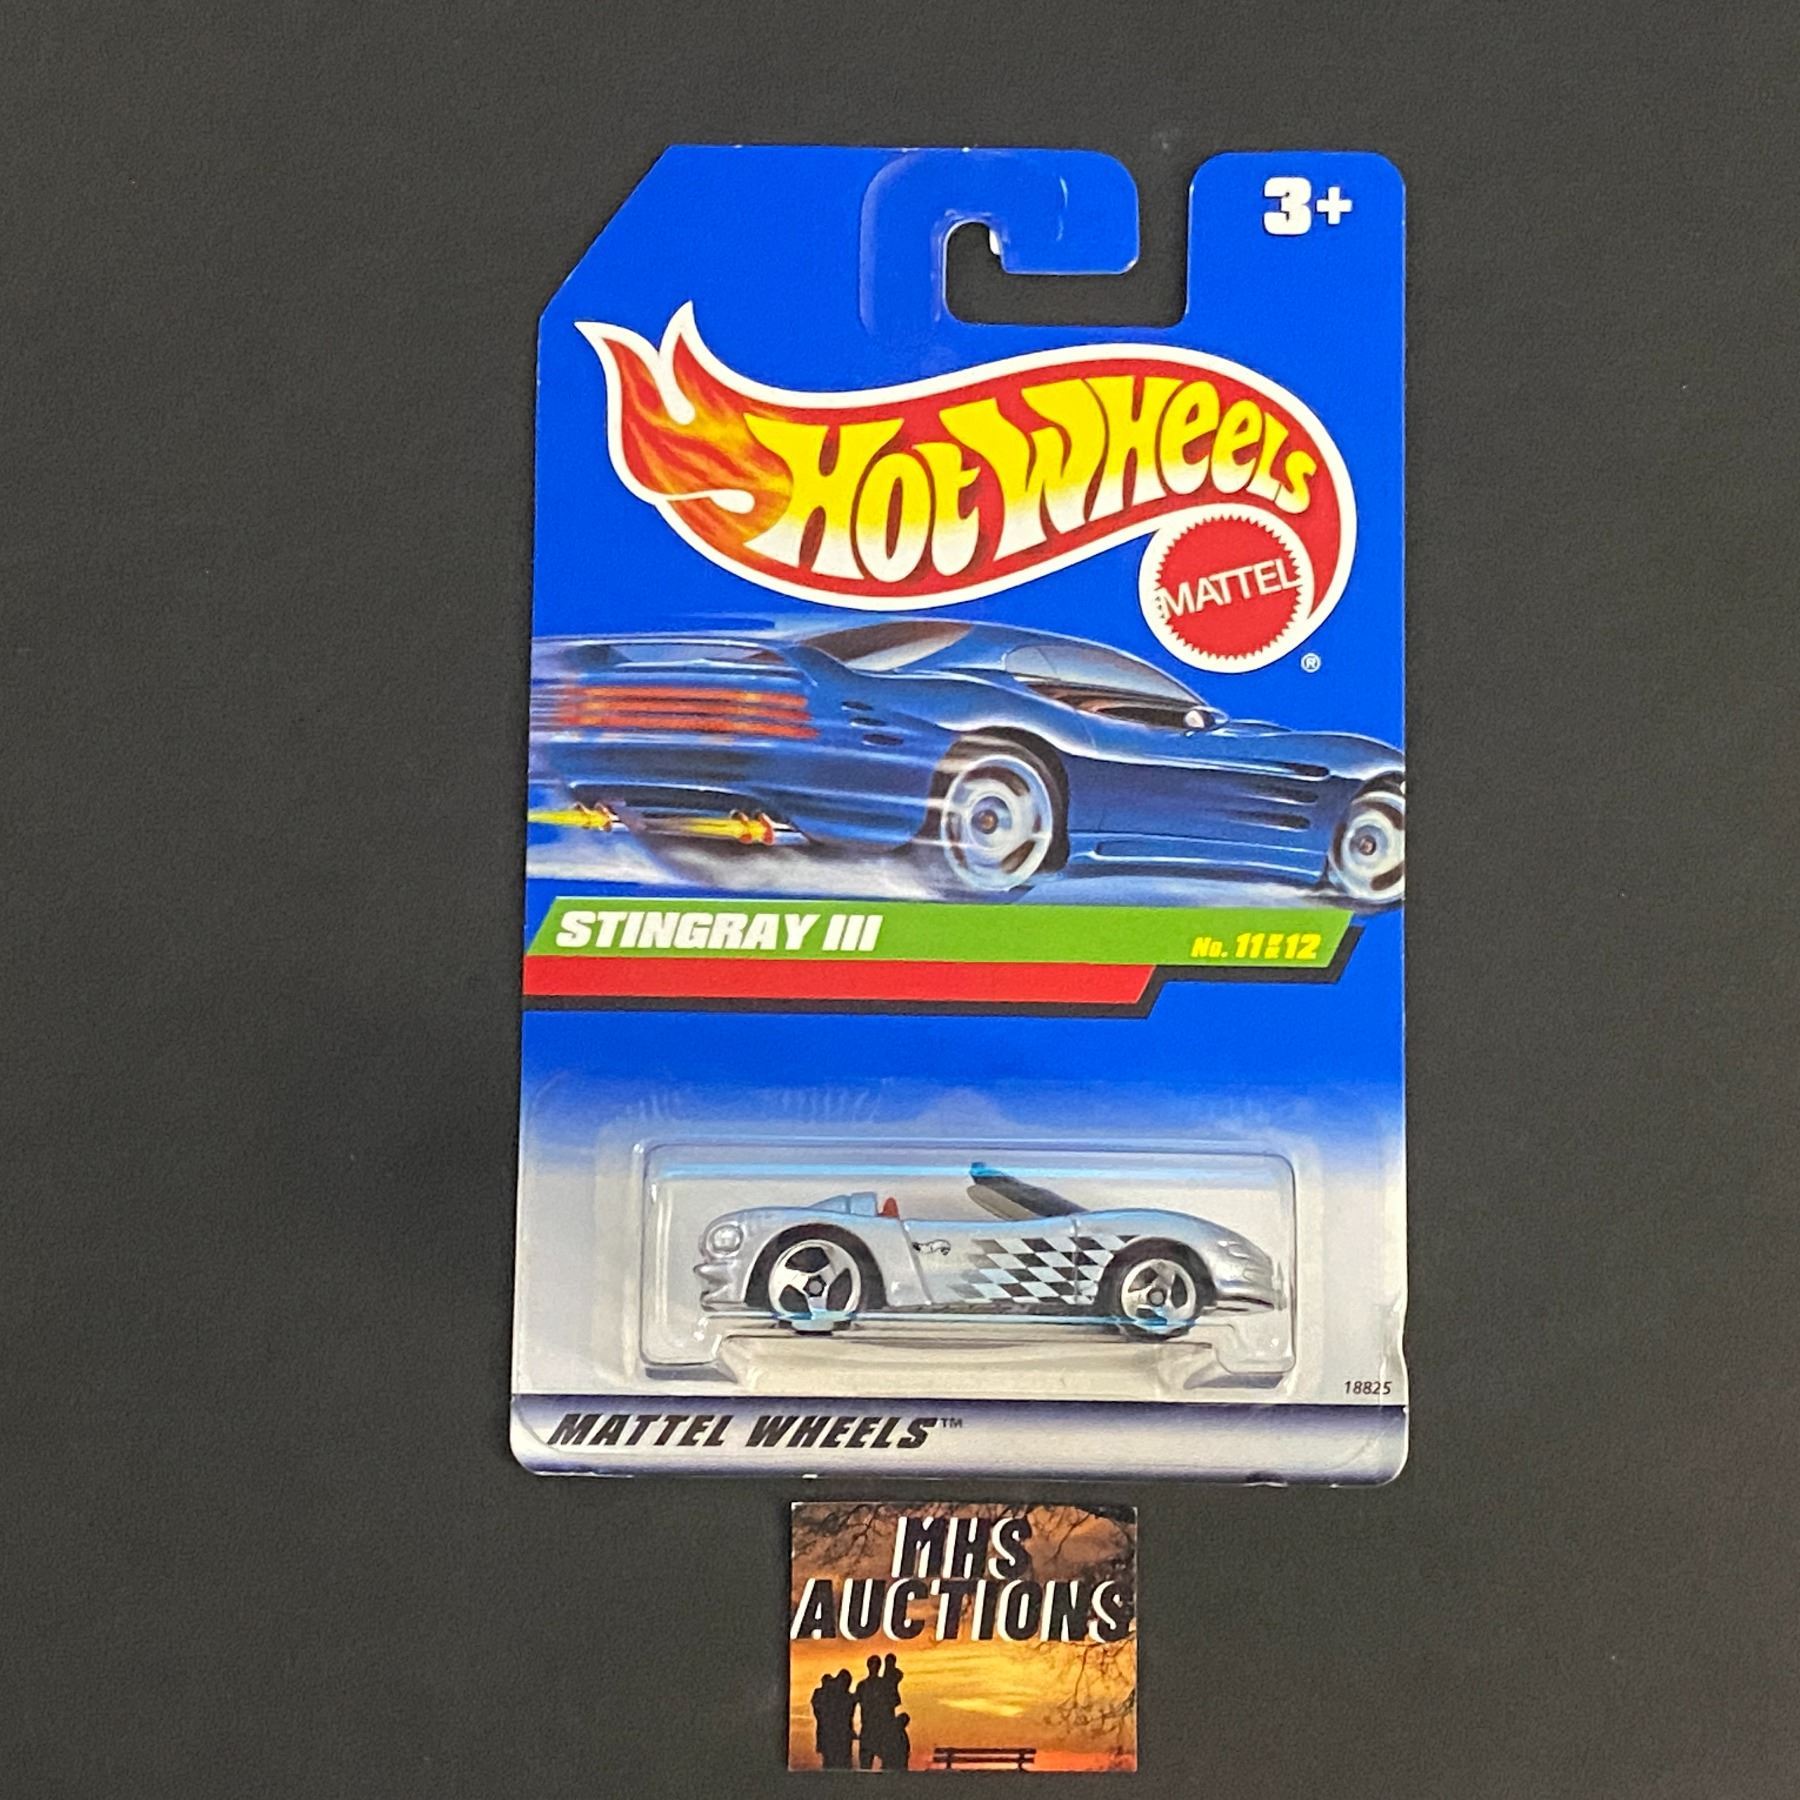 3+
HOT WHEELS
MATTEL
®
STINGRAY III
No. 11 OF 12
18825
MATTEL WHEELS™
MHS
AUCTIONS